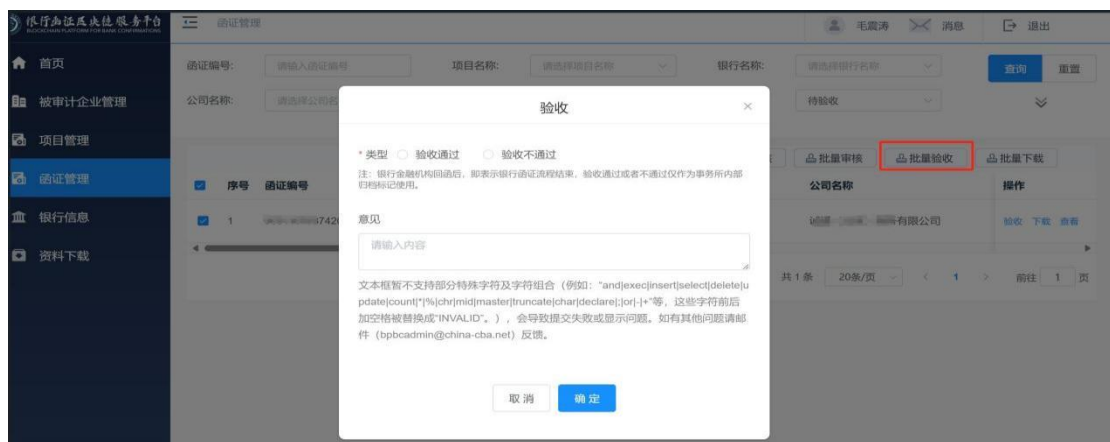 银行函证区块链服务平台
BLOCKCHAIN PLATFORM FOR BANK CONFIRMATIONS
函证管理
毛震涛 消息 退出
首页
被审计企业管理
项目管理
函证管理
银行信息
资料下载
函证编号: 请输入函证编号 项目名称: 请选择项目名称 银行名称: 请选择银行名称 查询 重置
公司名称: 请选择公司名 待验收
批量审核 批量验收 批量下载
序号 函证编号 公司名称 操作
1 3742 有限公司 验收 下载 查看
共 1 条 20条/页 1 前往 1 页
验收
* 类型 验收通过 验收不通过
注:银行金融机构回函后,即表示银行函证流程结束,验收通过或者不通过仅作为事务所内部
归档标记使用。
意见
请输入内容
文本框暂不支持部分特殊字符及字符组合(例如:"and|exec|insert|select|delete|u
pdate|count|*|%|chr|mid|master|truncate|char|declare|;|or|-|+"等,这些字符前后
加空格被替换成"INVALID"。),会导致提交失败或显示问题。如有其他问题请邮
件(bpbcadmin@china-cba.net)反馈。
取消 确定